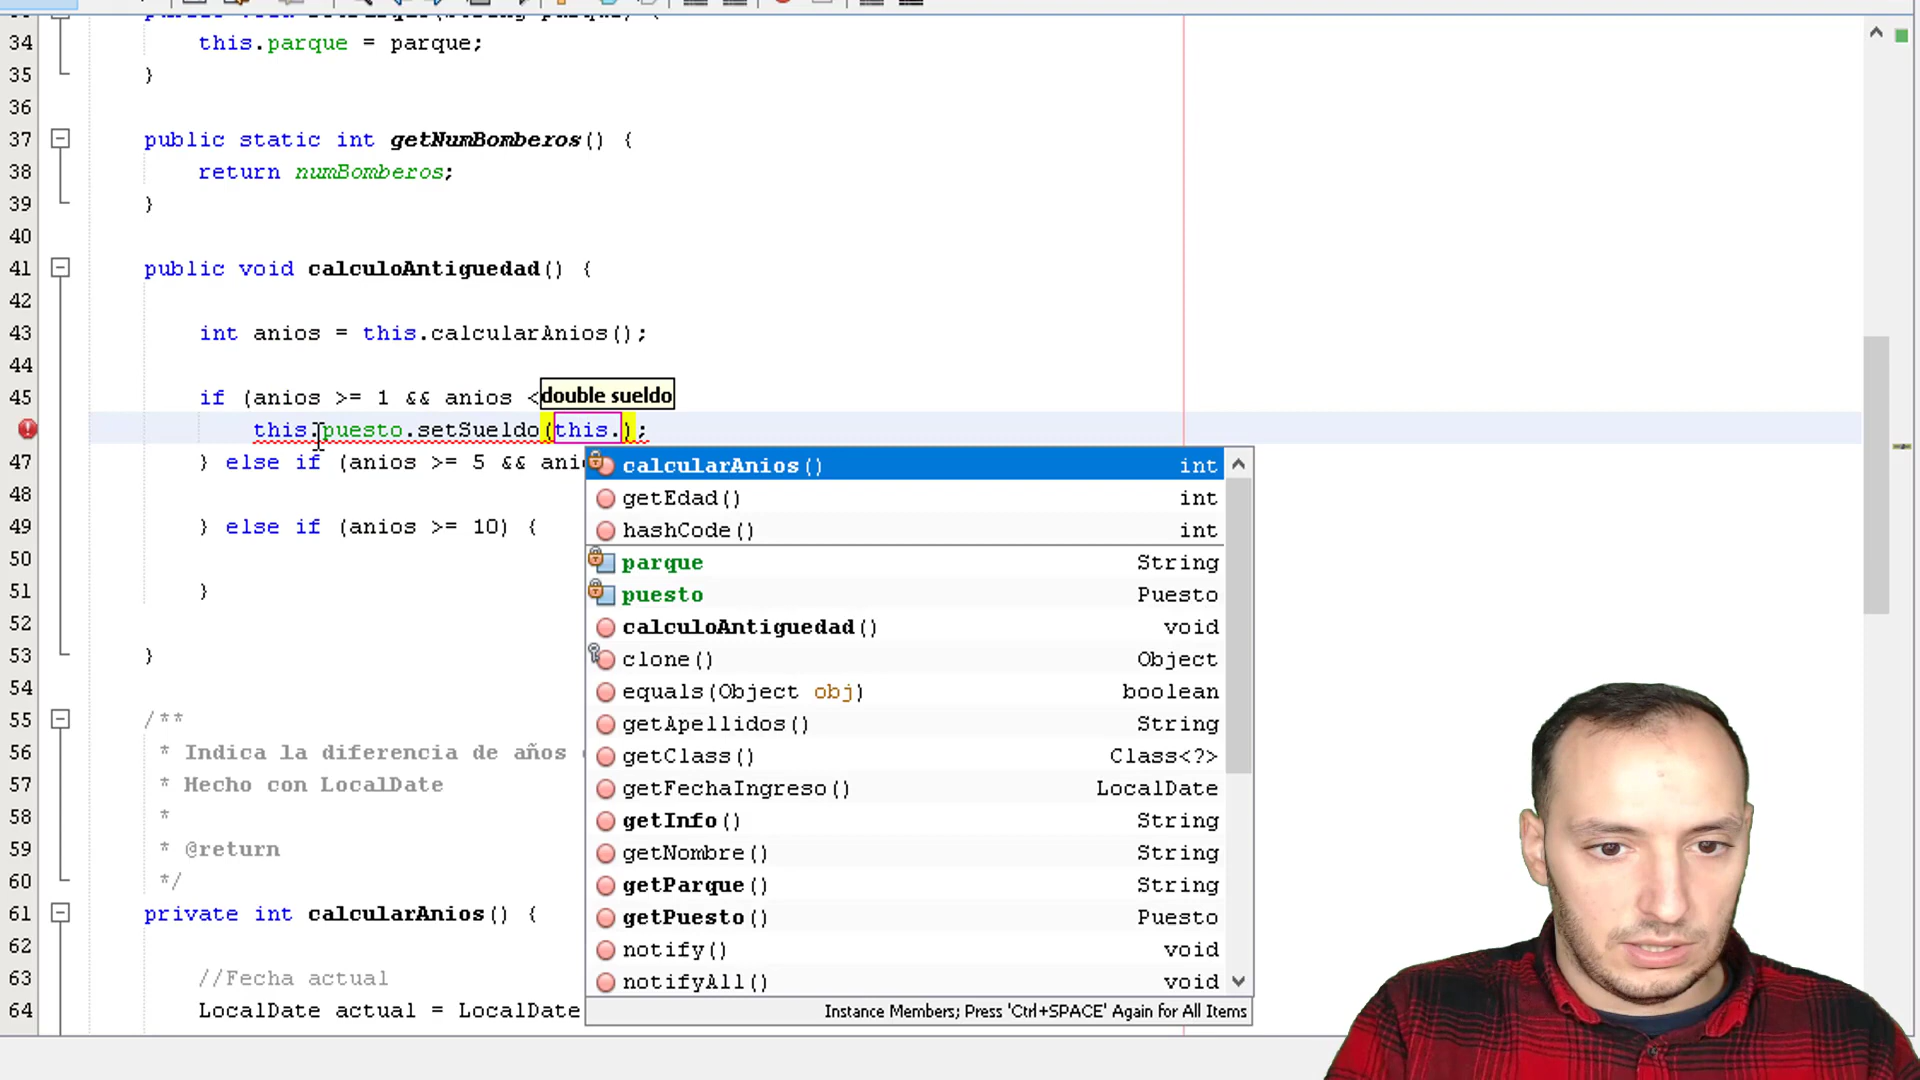 34 this.parque = parque;
35 }
36
37 public static int getNumBomberos() {
38 return numBomberos;
39 }
40
41 public void calculoAntiguedad() {
42
43 int anios = this.calcularAnios();
44
45 if (anios >= 1 && anios <
double sueldo
this.puesto.setSueldo(this.);
47 } else if (anios >= 5 && ani
48
49 } else if (anios >= 10) {
50
51 }
52
53 }
54
55 /**
56 * Indica la diferencia de años
57 * Hecho con LocalDate
58 *
59 * @return
60 */
61 private int calcularAnios() {
62
63 //Fecha actual
64 LocalDate actual = LocalDate
calcularAnios() int
getEdad() int
hashCode() int
parque String
puesto Puesto
calculoAntiguedad() void
clone() Object
equals(Object obj) boolean
getApellidos() String
getClass() Class<?>
getFechaIngreso() LocalDate
getInfo() String
getNombre() String
getParque() String
getPuesto() Puesto
notify() void
notifyAll() void
Instance Members; Press 'Ctrl+SPACE' Again for All Items